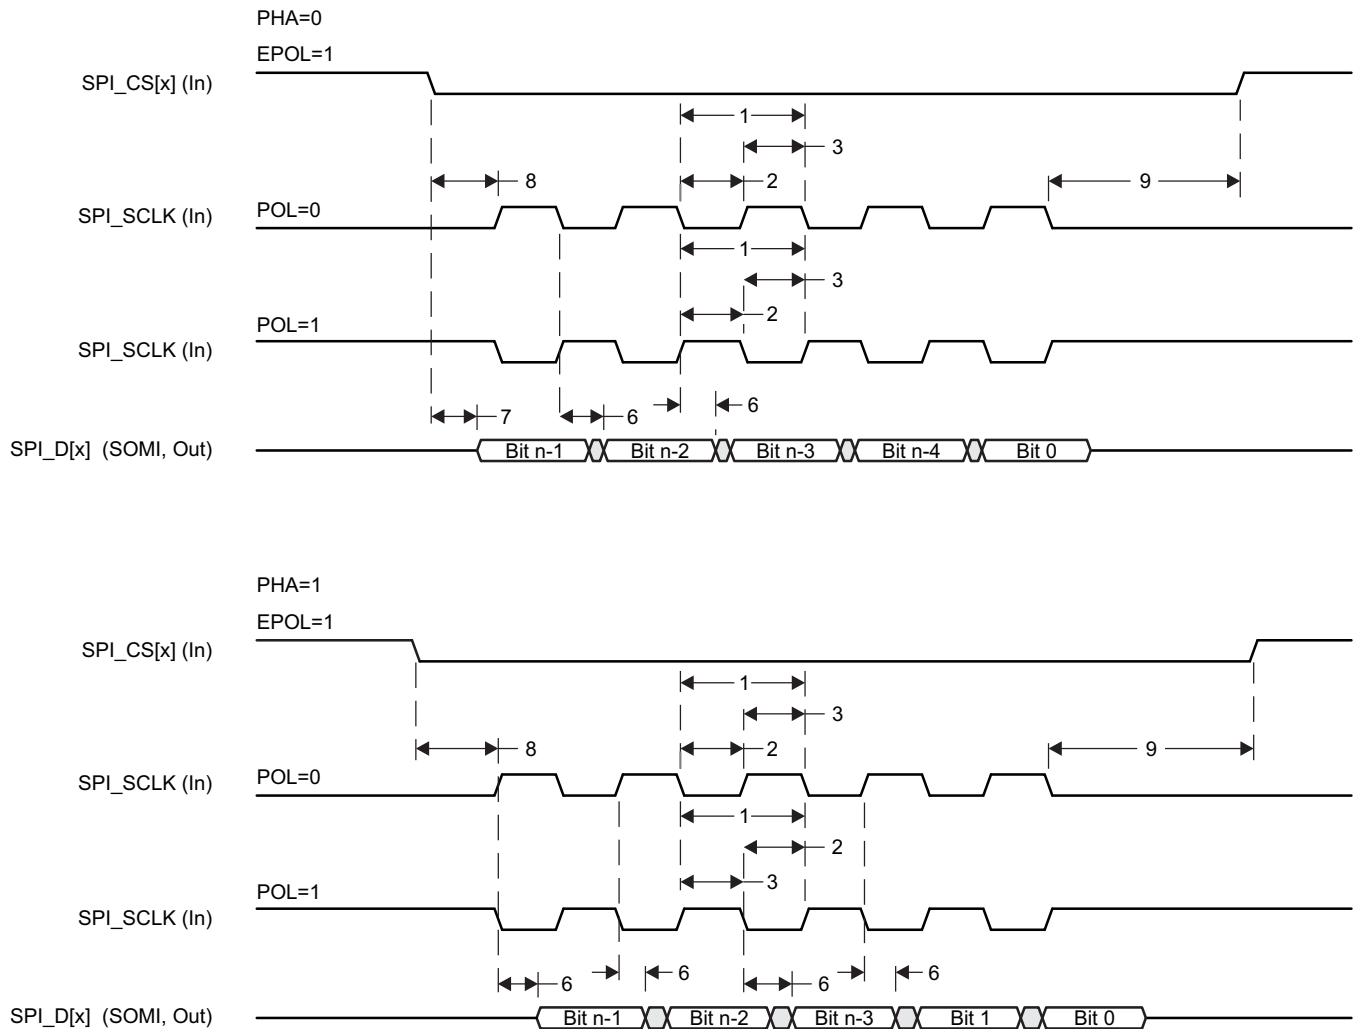 PHA=0
EPOL=1
SPI_CS[x] (In)
1
3
8
2
9
SPI_SCLK (In)
POL=0
1
3
2
POL=1
SPI_SCLK (In)
7
6
6
SPI_D[x] (SOMI, Out)
Bit n-1
Bit n-2
Bit n-3
Bit n-4
Bit 0
PHA=1
EPOL=1
SPI_CS[x] (In)
1
3
8
2
9
SPI_SCLK (In)
POL=0
1
2
3
POL=1
SPI_SCLK (In)
6
6
6
6
SPI_D[x] (SOMI, Out)
Bit n-1
Bit n-2
Bit n-3
Bit 1
Bit 0